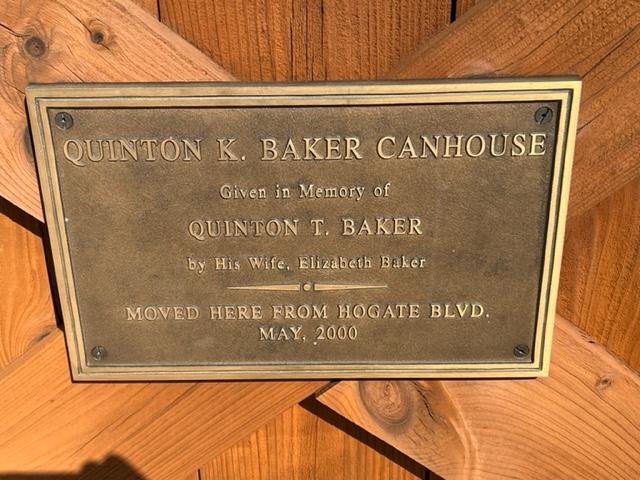 QUINTON K. BAKER CANHOUSE
Given in Memory of
QUINTON T. BAKER
by His Wife, Elizabeth Baker
MOVED HERE FROM HOGATE BLVD.
MAY, 2000